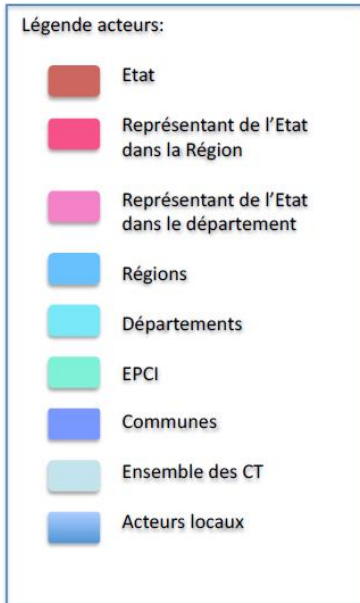 Légende acteurs:
Etat
Représentant de l'Etat
dans la Région
Représentant de l'Etat
dans le département
Régions
Départements
EPCI
Communes
Ensemble des CT
Acteurs locaux